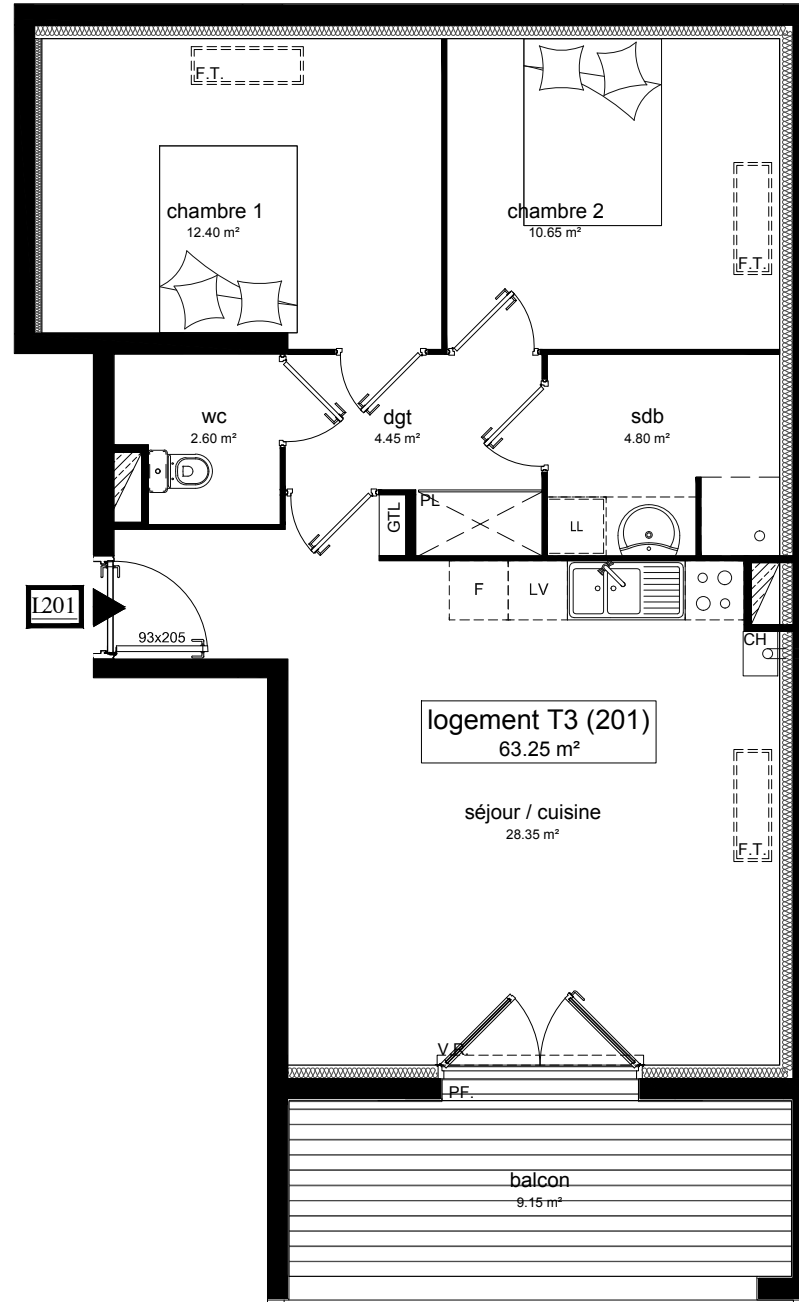 F.T.
chambre 1
12.40 m²
chambre 2
10.65 m²
F.T.
wc
2.60 m²
dgt
4.45 m²
sdb
4.80 m²
GTL
PL
LL
F
LV
L201
93x205
CH
logement T3 (201)
63.25 m²
séjour / cuisine
28.35 m²
F.T.
V.R.
PF.
balcon
9.15 m²